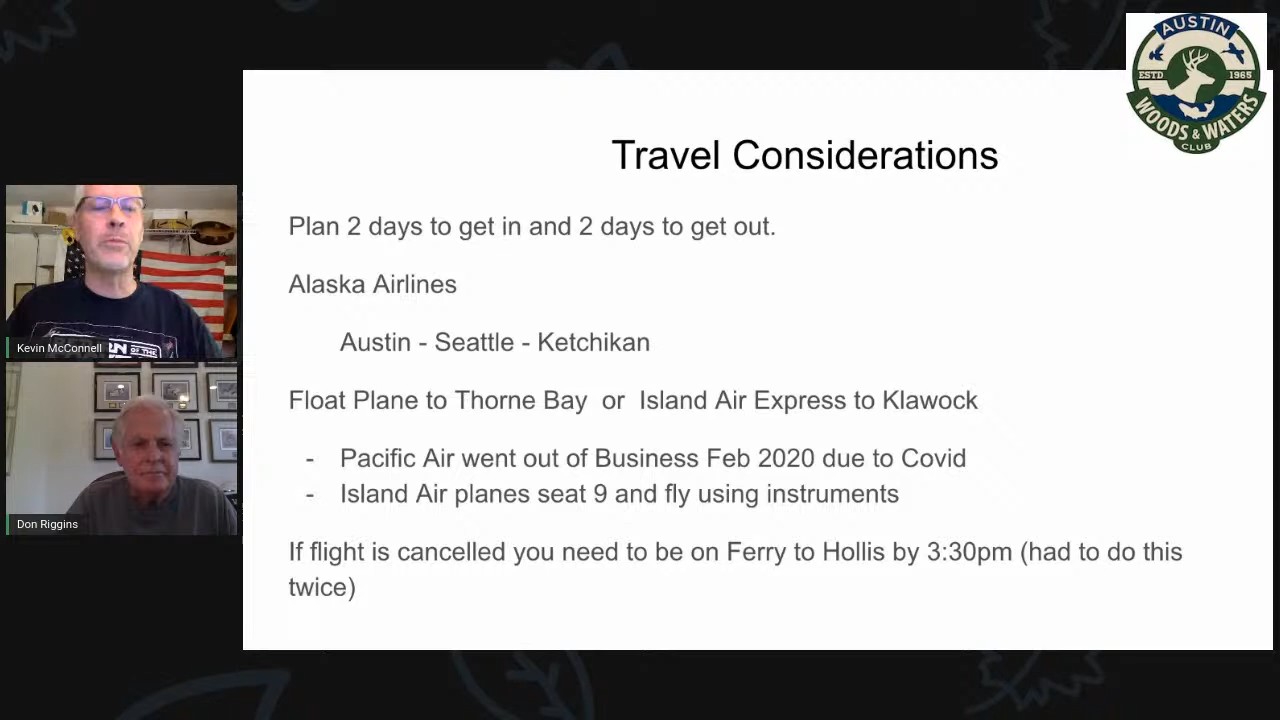 AUSTIN
ESTD 1965
WOODS & WATERS
CLUB
Travel Considerations
Plan 2 days to get in and 2 days to get out.
Alaska Airlines
Austin - Seattle - Ketchikan
Float Plane to Thorne Bay or Island Air Express to Klawock
- Pacific Air went out of Business Feb 2020 due to Covid
- Island Air planes seat 9 and fly using instruments
If flight is cancelled you need to be on Ferry to Hollis by 3:30pm (had to do this
twice)
Kevin McConnell
OF THE
Don Riggins